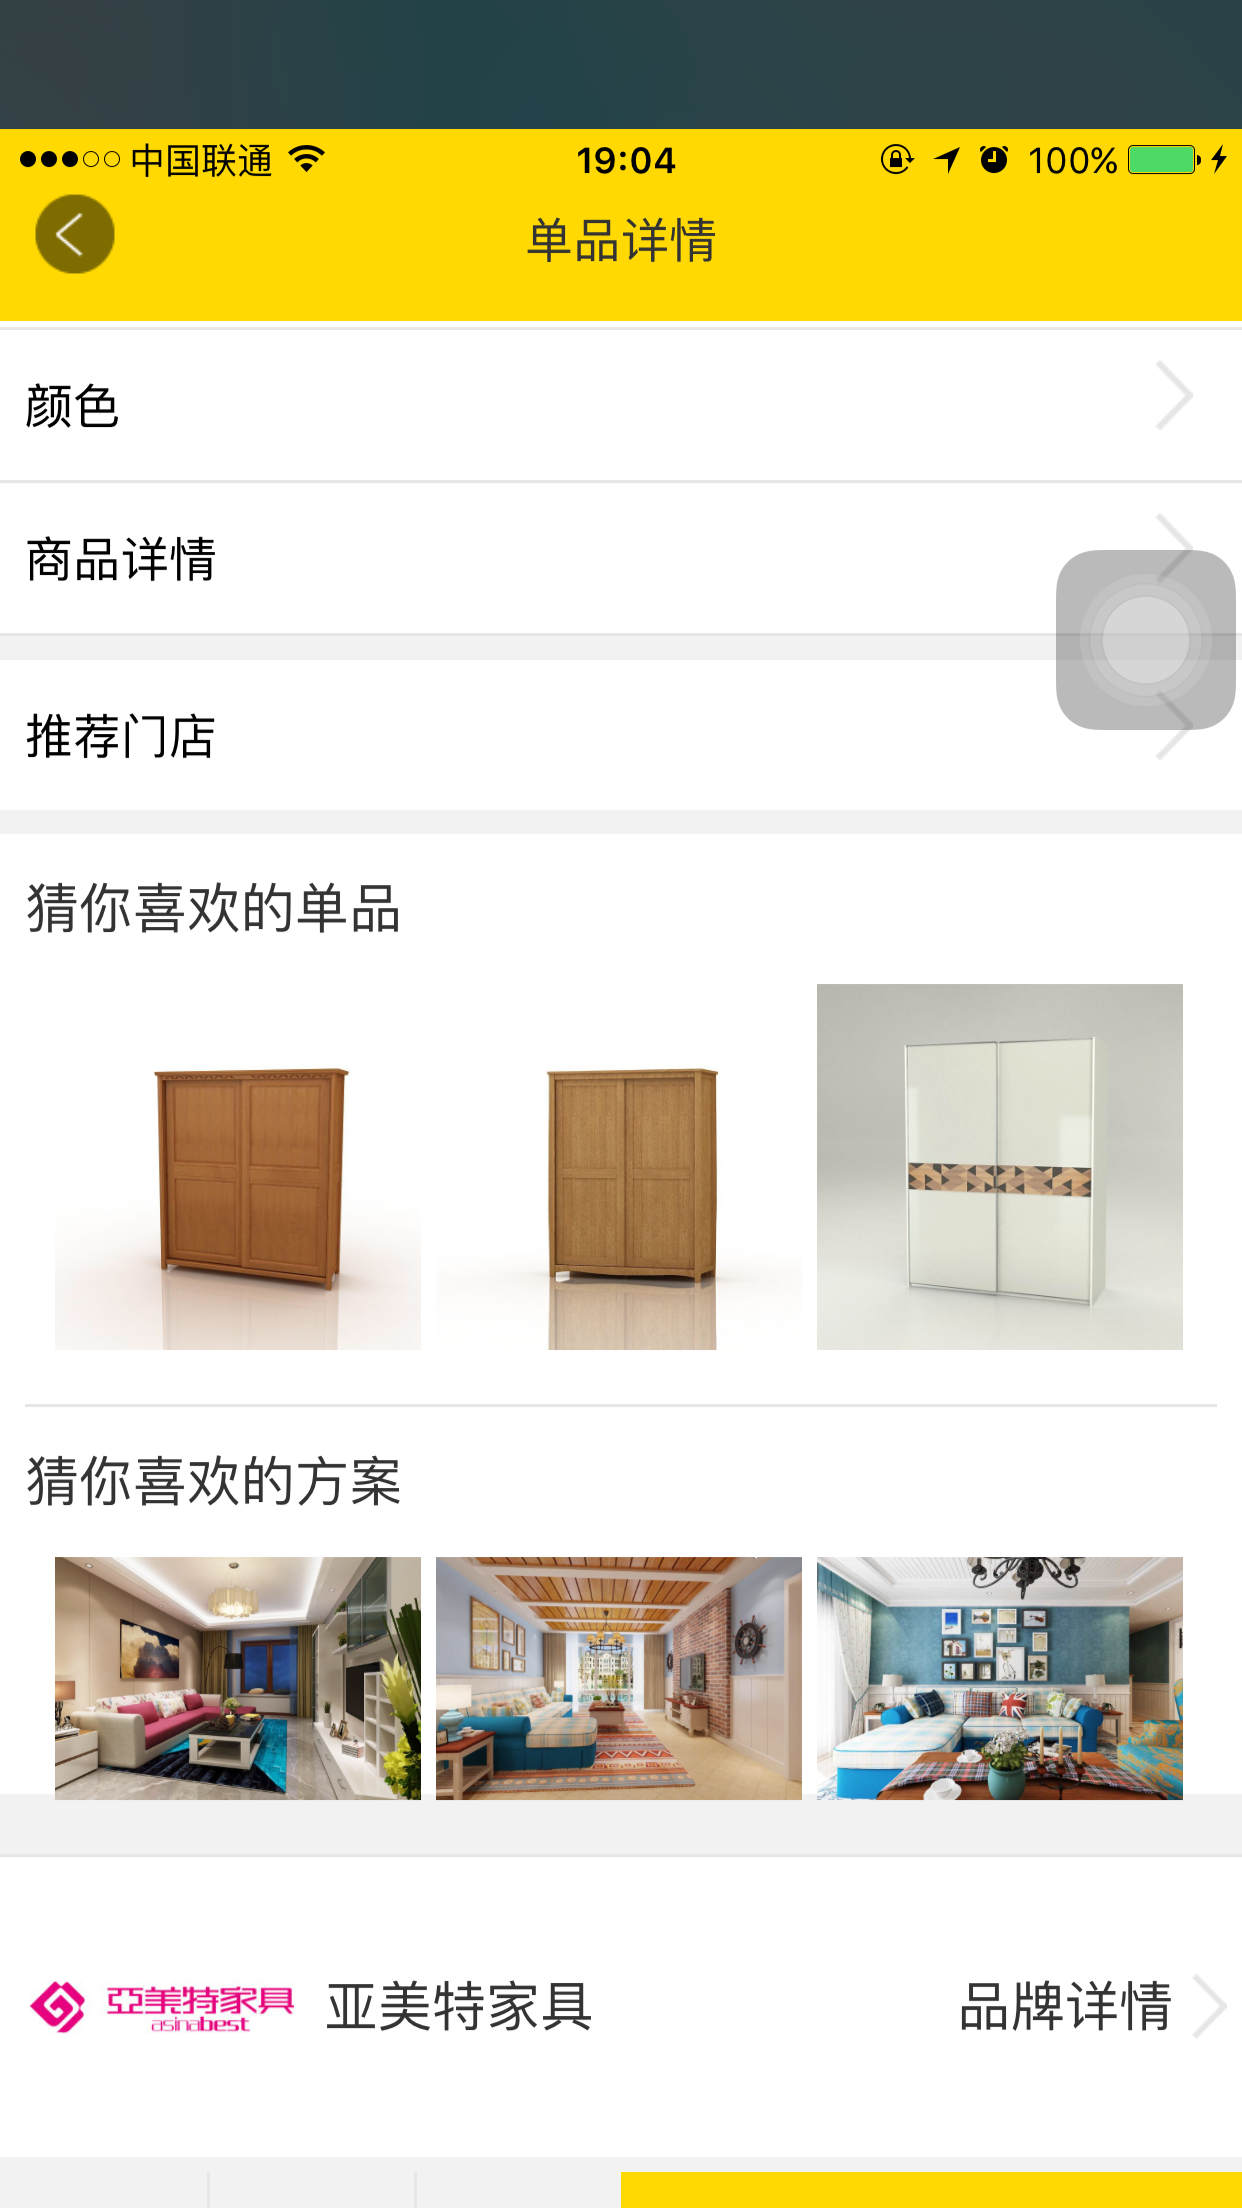 中国联通 19:04 100%
单品详情
颜色
商品详情
推荐门店
猜你喜欢的单品
猜你喜欢的方案
亞美特家具
asinabest
亚美特家具 品牌详情